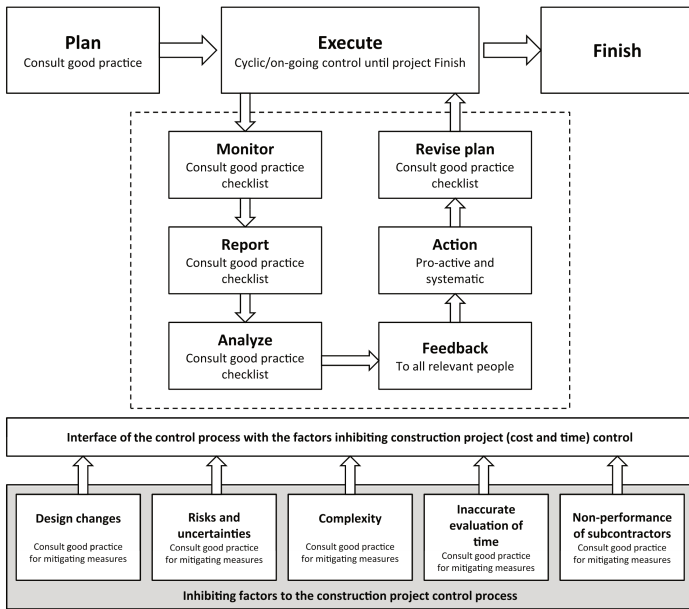 Plan
Consult good practice
Execute
Cyclic/on-going control until project Finish
Finish
Monitor
Consult good practice
checklist
Revise plan
Consult good practice
checklist
Report
Consult good practice
checklist
Action
Pro-active and
systematic
Analyze
Consult good practice
checklist
Feedback
To all relevant people
Interface of the control process with the factors inhibiting construction project (cost and time) control
Design changes
Consult good practice
for mitigating measures
Risks and
uncertainties
Consult good practice
for mitigating measures
Complexity
Consult good practice
for mitigating measures
Inaccurate
evaluation of
time
Consult good practice
for mitigating measures
Non-performance
of subcontractors
Consult good practice
for mitigating measures
Inhibiting factors to the construction project control process